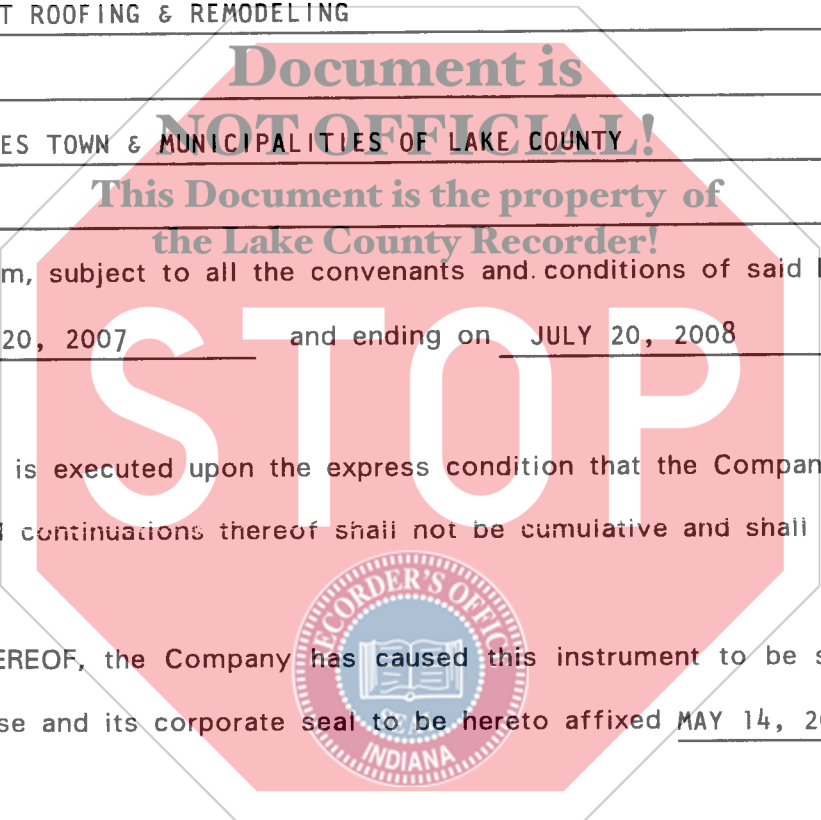 T ROOFING & REMODELING
Document is
NOT OFFICIAL!
ES TOWN & MUNICIPALITIES OF LAKE COUNTY
This Document is the property of
the Lake County Recorder!
m, subject to all the convenants and conditions of said
20, 2007 and ending on JULY 20, 2008
STOP
is executed upon the express condition that the Compan
continuations thereof shall not be cumulative and shall
RECORDER'S OFFIC
EREOF, the Company has caused this instrument to be s
se and its corporate seal to be hereto affixed MAY 14, 2
SEAL
INDIANA